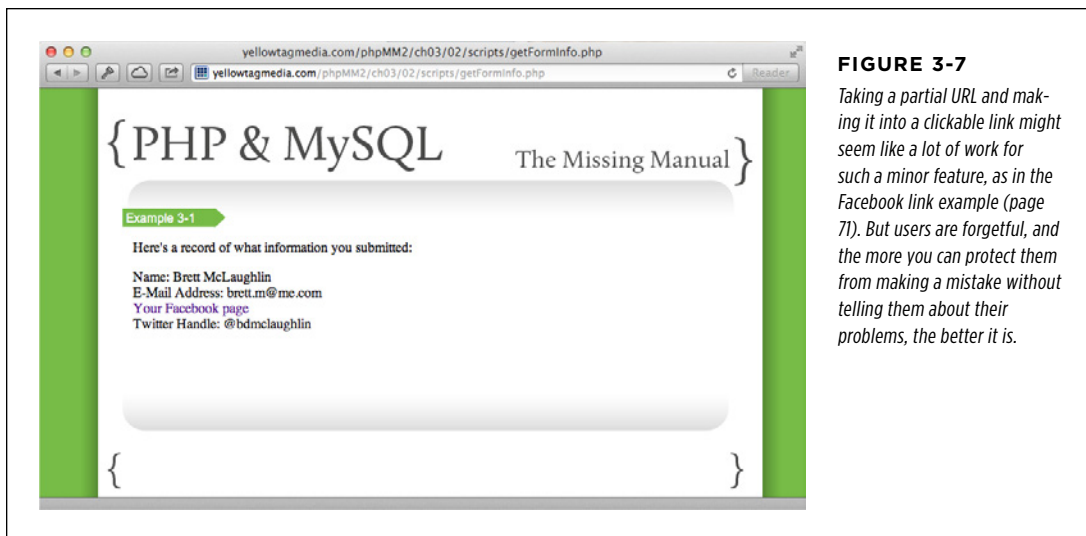 yellowtagmedia.com/phpMM2/ch03/02/scripts/getFormInfo.php
yellowtagmedia.com/phpMM2/ch03/02/scripts/getFormInfo.php
Reader
{PHP & MySQL
The Missing Manual}
Example 3-1
Here's a record of what information you submitted:
Name: Brett McLaughlin
E-Mail Address: brett.m@me.com
Your Facebook page
Twitter Handle: @bdmclaughlin
{ }
FIGURE 3-7
Taking a partial URL and mak-
ing it into a clickable link might
seem like a lot of work for
such a minor feature, as in the
Facebook link example (page
71). But users are forgetful, and
the more you can protect them
from making a mistake without
telling them about their
problems, the better it is.